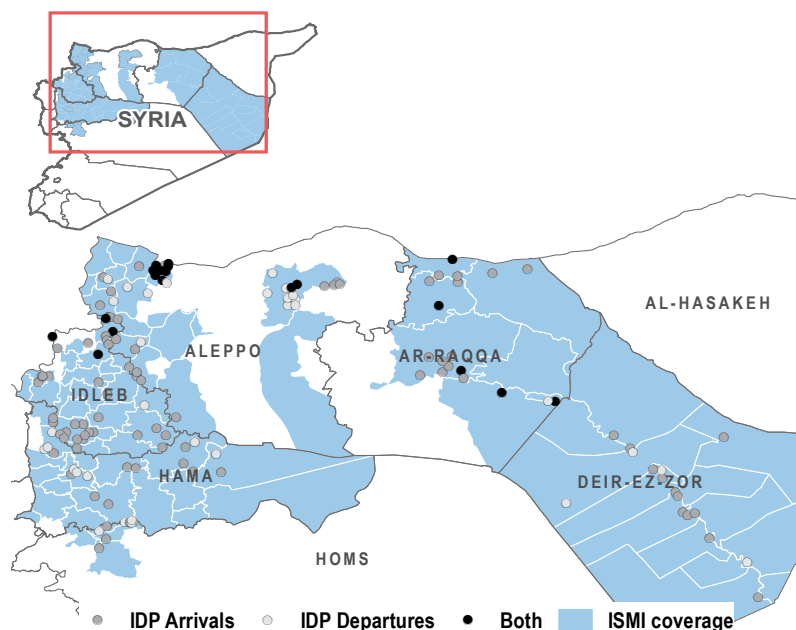 SYRIA
AL-HASAKEH
ALEPPO
AR-RAQQA
IDLEB
HAMA
DEIR-EZ-ZOR
HOMS
IDP Arrivals IDP Departures Both ISMI coverage